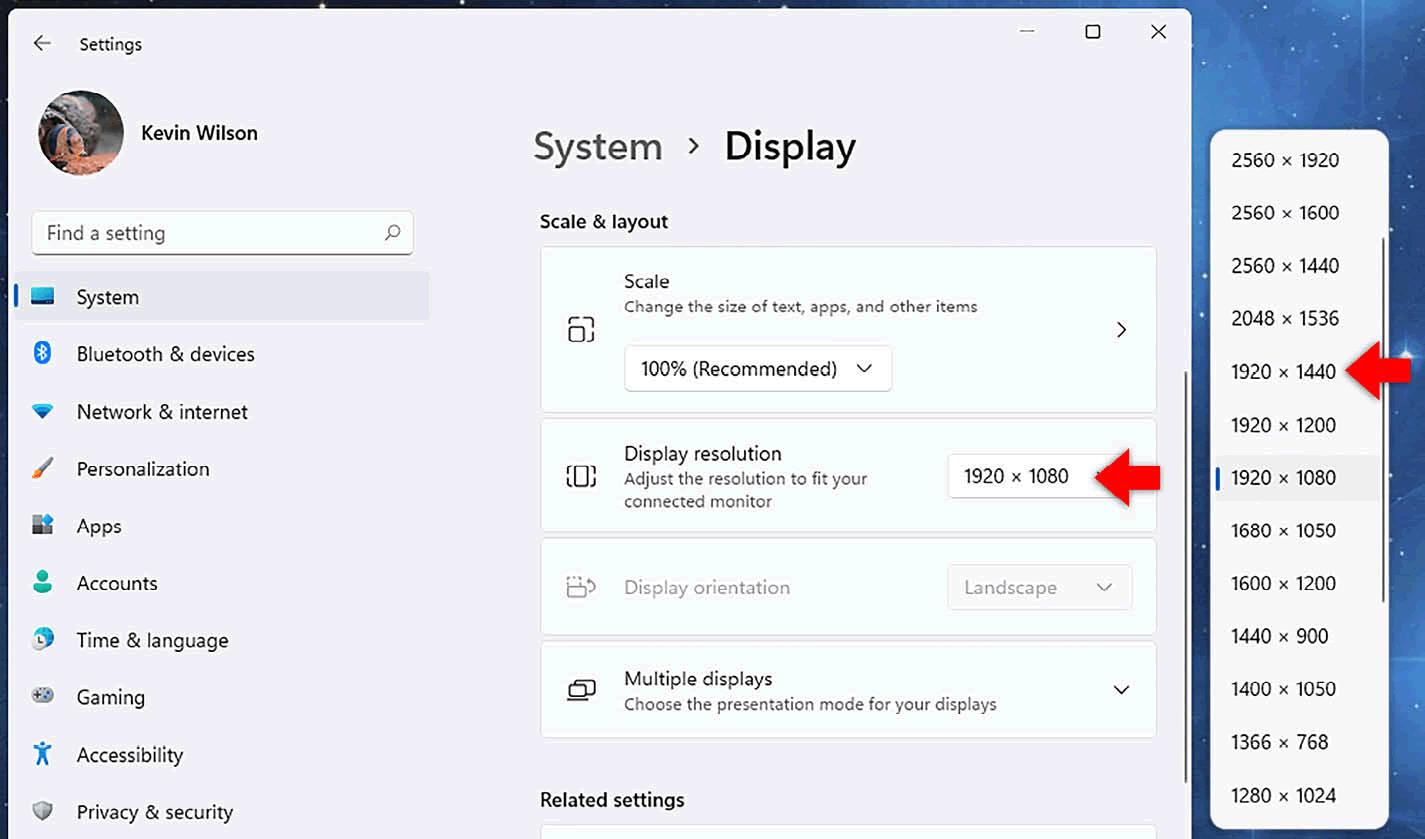 Settings
Kevin Wilson
Find a setting
System
Bluetooth & devices
Network & internet
Personalization
Apps
Accounts
Time & language
Gaming
Accessibility
Privacy & security
System › Display
Scale & layout
Scale
Change the size of text, apps, and other items
100% (Recommended)
Display resolution
Adjust the resolution to fit your
connected monitor
1920 × 1080
Display orientation
Landscape
Multiple displays
Choose the presentation mode for your displays
Related settings
2560 × 1920
2560 × 1600
2560 × 1440
2048 × 1536
1920 × 1440
1920 × 1200
1920 × 1080
1680 × 1050
1600 × 1200
1440 × 900
1400 × 1050
1366 × 768
1280 × 1024